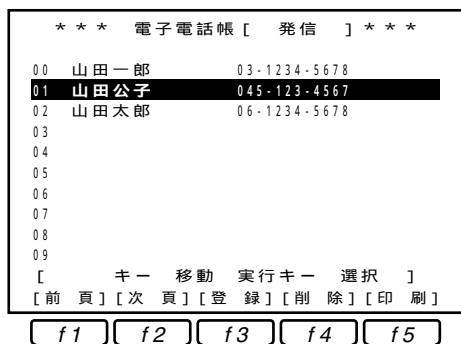 *** 電子電話帳[ 発信 ]***
00 山田一郎 03-1234-5678
01 山田公子 045-123-4567
02 山田太郎 06-1234-5678
03
04
05
06
07
08
09
[ キー 移動 実行キー 選択 ]
[前 頁][次 頁][登 録][削 除][印 刷]
f1 f2 f3 f4 f5